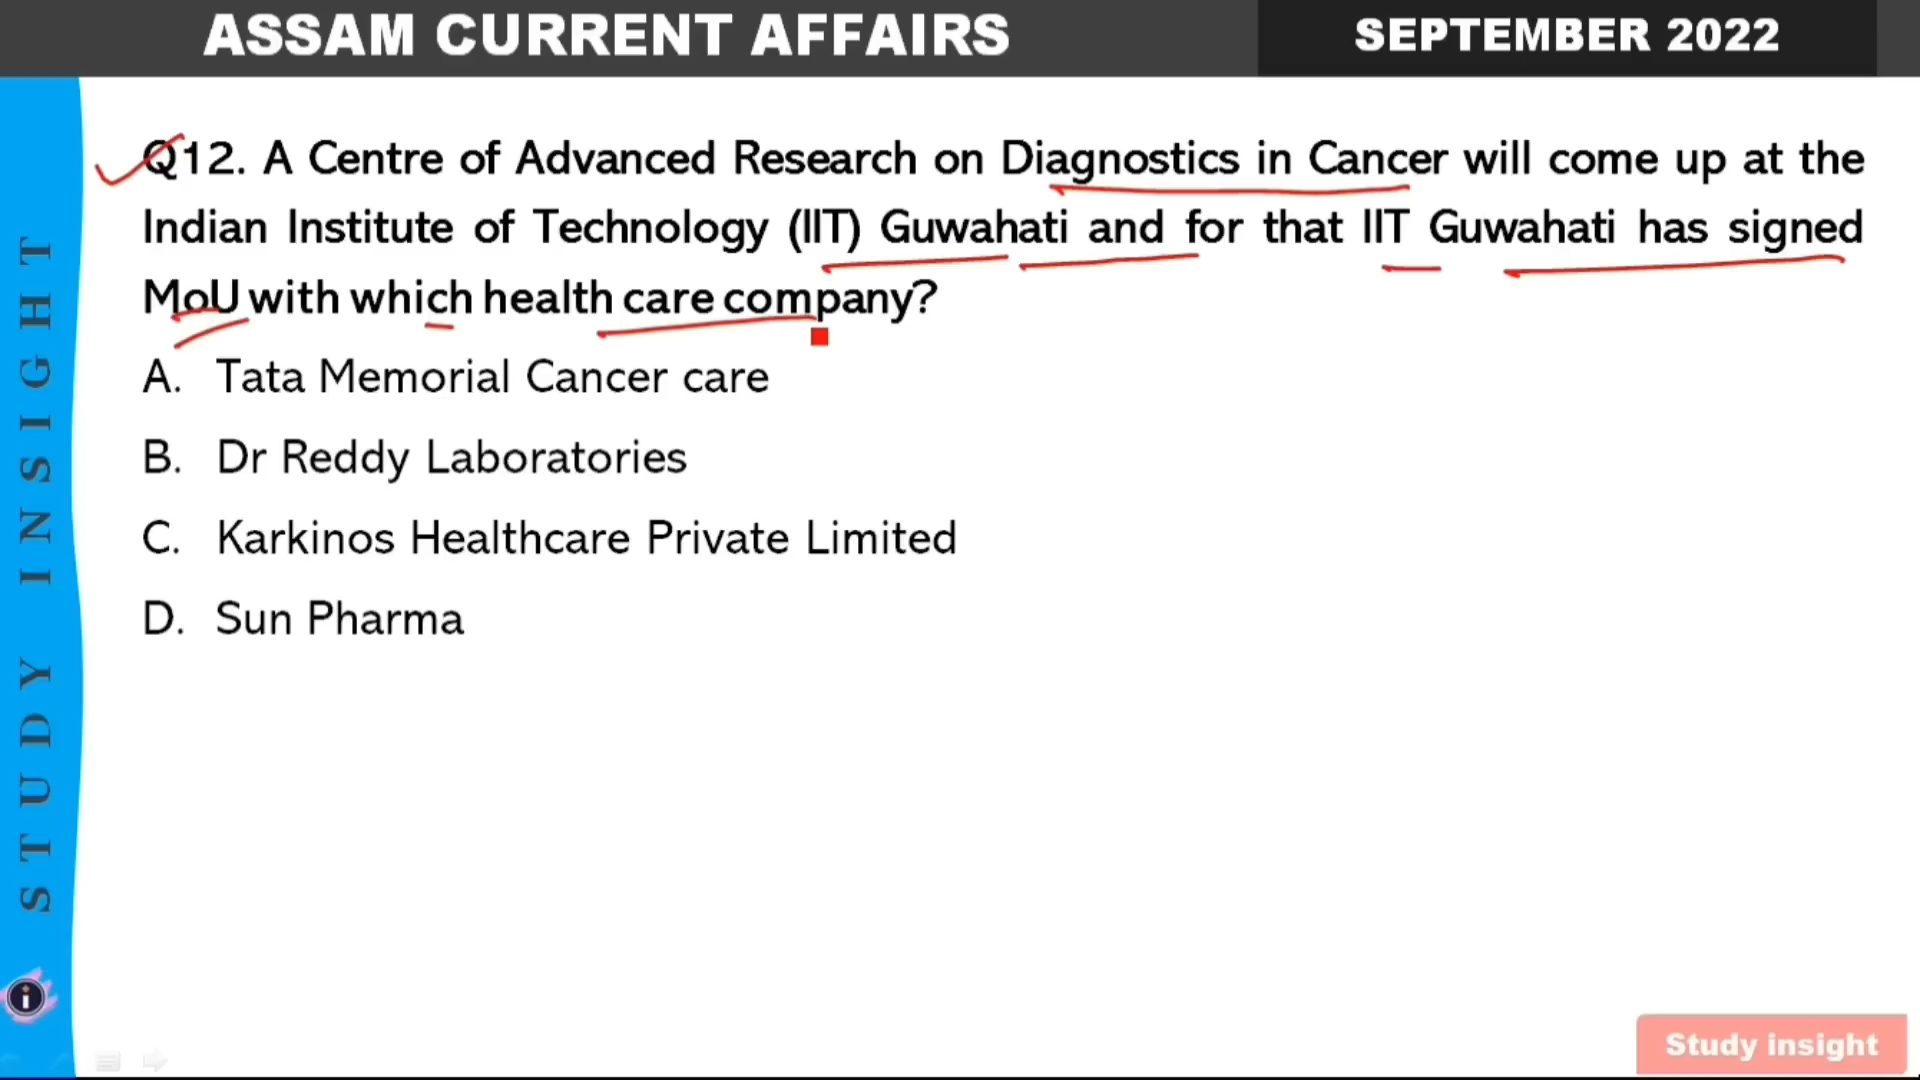 ASSAM CURRENT AFFAIRS
SEPTEMBER 2022
Q12. A Centre of Advanced Research on Diagnostics in Cancer will come up at the
Indian Institute of Technology (IIT) Guwahati and for that IIT Guwahati has signed
MoU with which health care company?
A. Tata Memorial Cancer care
B. Dr Reddy Laboratories
C. Karkinos Healthcare Private Limited
D. Sun Pharma
STUDY INSIGHT
i
Study insight